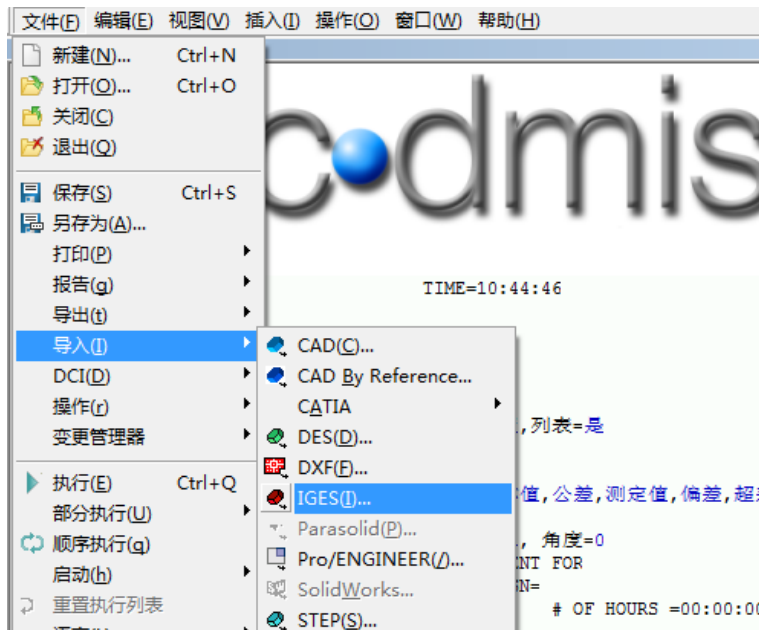 文件(F) 编辑(E) 视图(V) 插入(I) 操作(O) 窗口(W) 帮助(H)
新建(N)... Ctrl+N
打开(O)... Ctrl+O
关闭(C)
退出(Q)
保存(S) Ctrl+S
另存为(A)...
打印(P)
报告(g)
导出(t)
导入(I)
DCI(D)
操作(r)
变更管理器
执行(E) Ctrl+Q
部分执行(U)
顺序执行(q)
启动(h)
重置执行列表
CAD(C)...
CAD By Reference...
CATIA
DES(D)...
DXF(F)...
IGES(I)...
Parasolid(P)...
Pro/ENGINEER(/)...
SolidWorks...
STEP(S)...
c dmis
TIME=10:44:46
,列表=是
值,公差,测定值,偏差,超
, 角度=0
NT FOR
N=
# OF HOURS =00:00:0